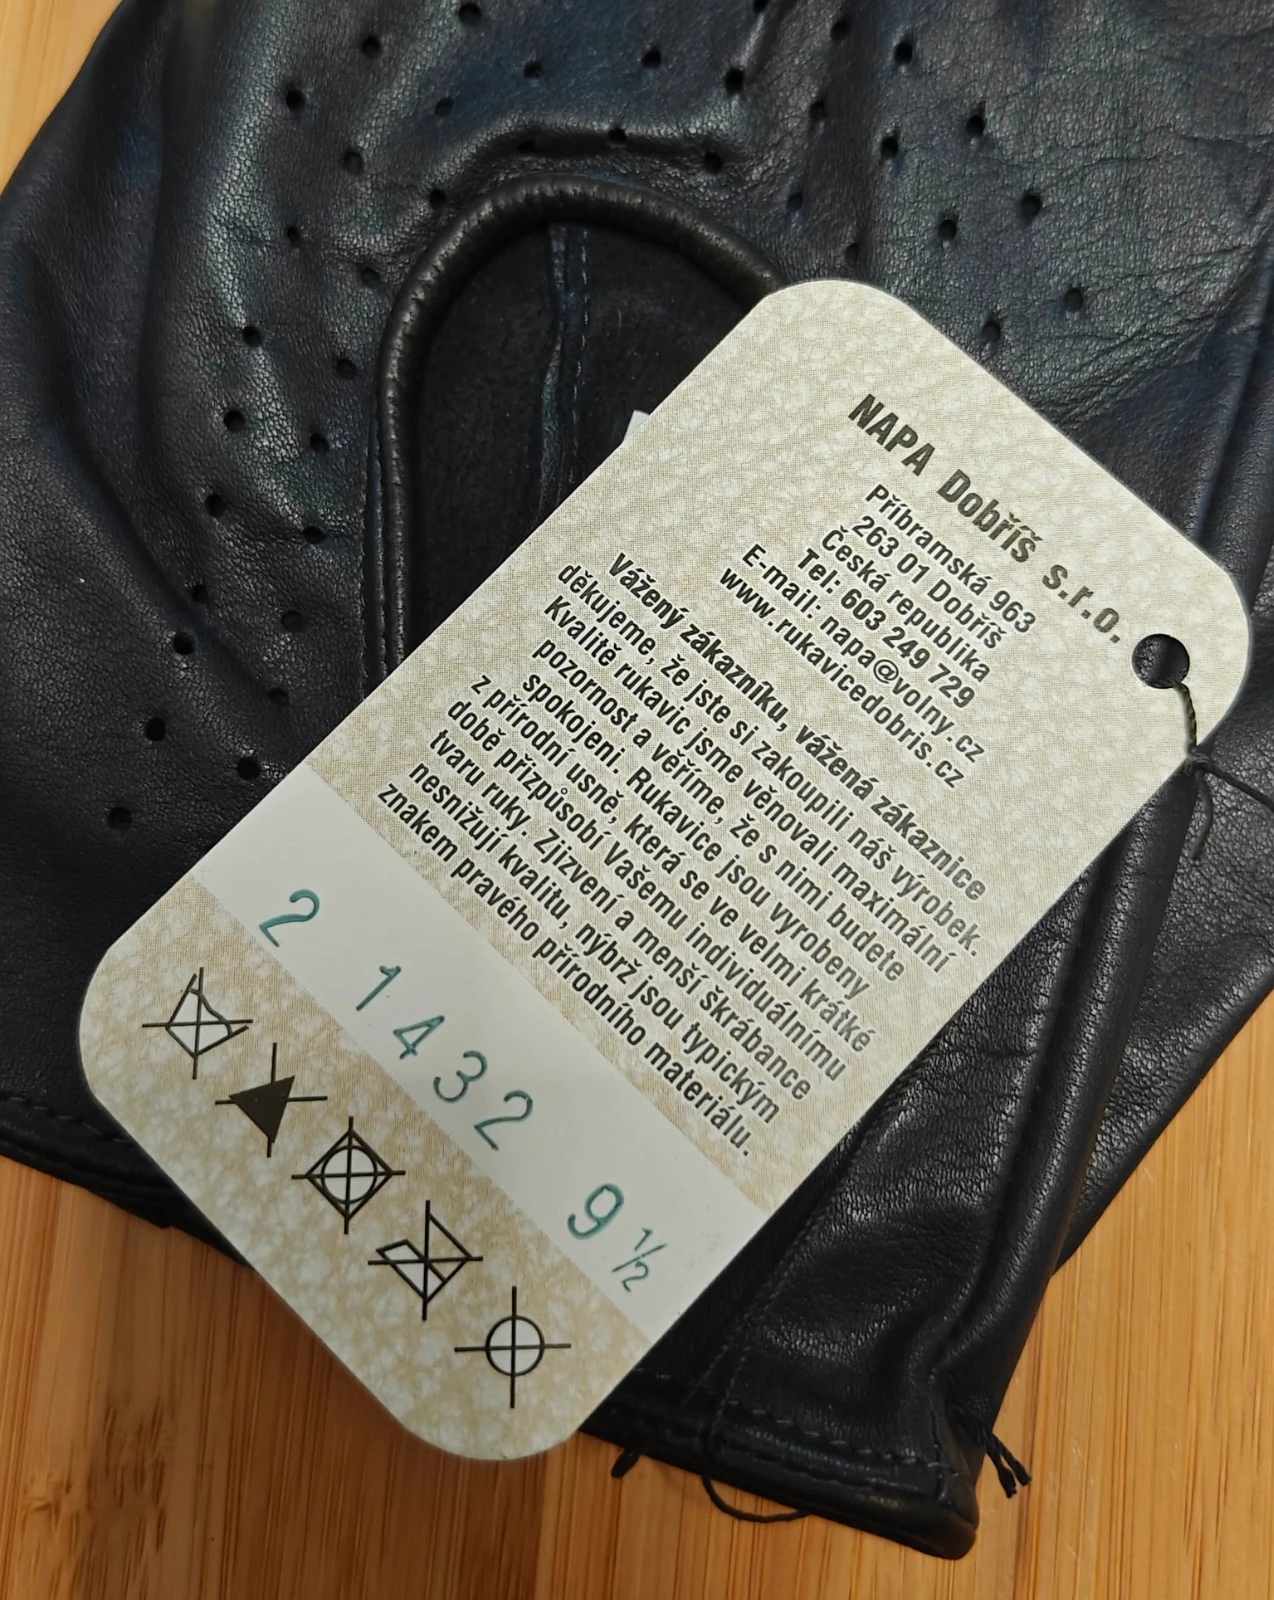 NAPA Dobříš s.r.o.
Příbramská 963
263 01 Dobříš
Česká republika
Tel: 603 249 729
E-mail: napa@volny.cz
www.rukavicedobris.cz
Vážený zákazníku, vážená zákaznice
děkujeme, že jste si zakoupili náš výrobek.
Kvalitě rukavic jsme věnovali maximální
pozornost a věříme, že s nimi budete
spokojeni. Rukavice jsou vyrobeny
z přírodní usně, která se ve velmi krátké
době přizpůsobí Vašemu individuálnímu
tvaru ruky. Zjizvení a menší škrábance
nesnižují kvalitu, nýbrž jsou typickým
znakem pravého přírodního materiálu.
2 1432 9 1/2